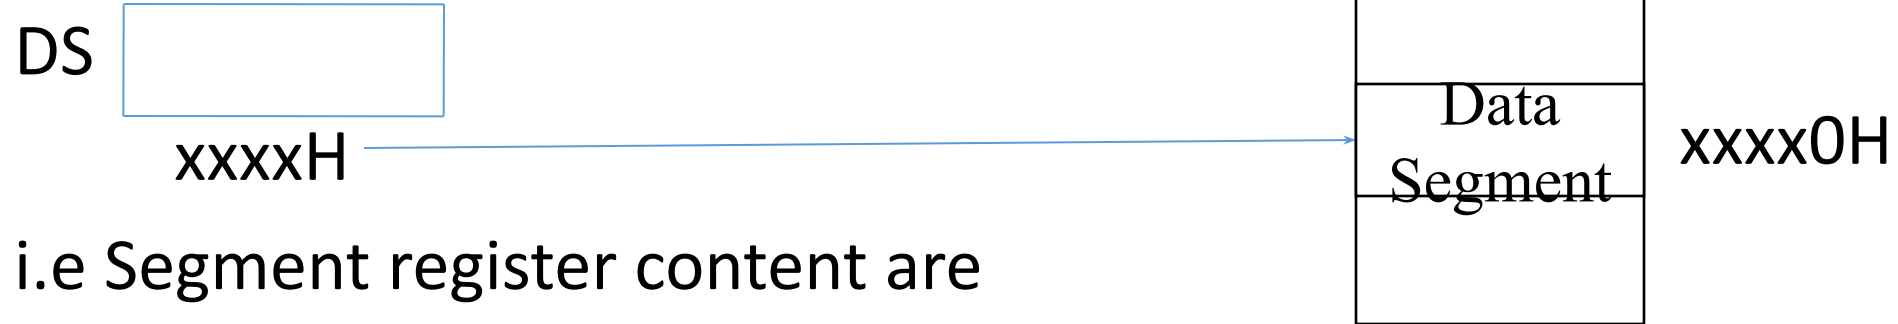 DS
xxxxH
i.e Segment register content are
Data
Segment
xxxx0H